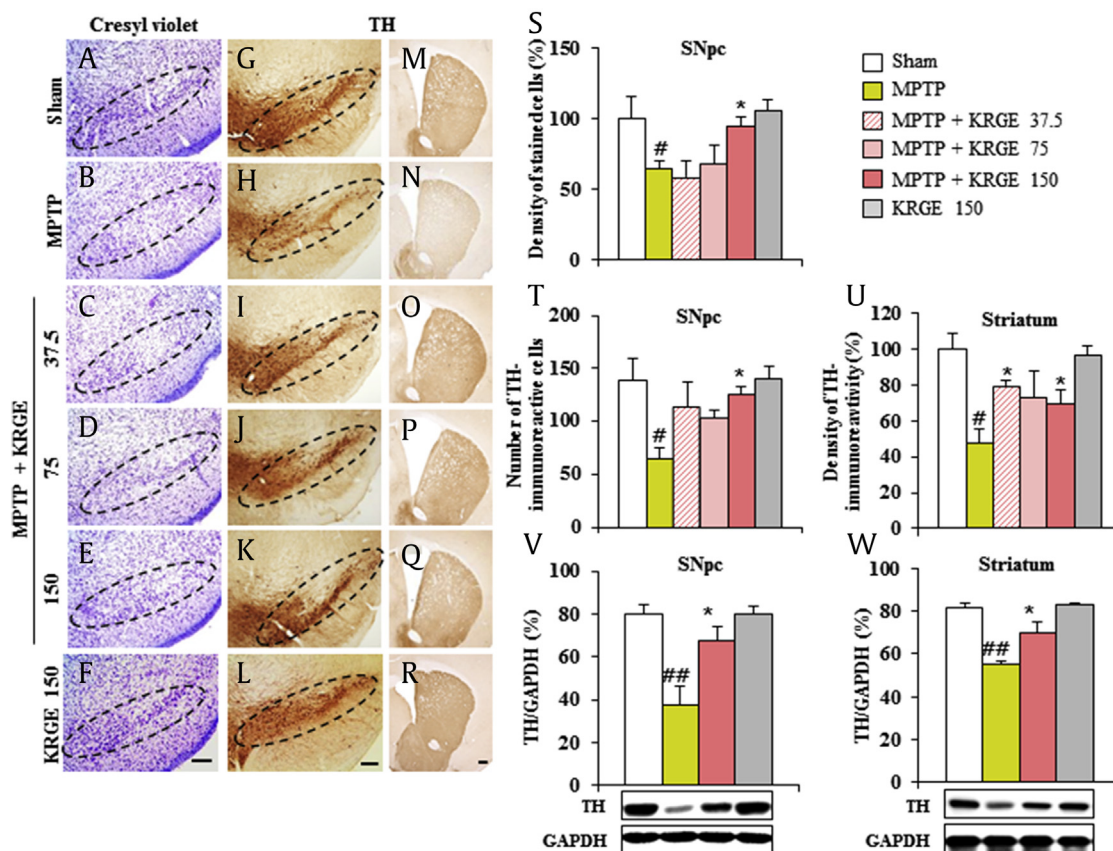 Cresyl violet
TH
Sham
MPTP
MPTP + KRGE
37.5
75
150
KRGE 150
A
G
M
B
H
N
C
I
O
D
J
P
E
K
Q
F
L
R
S
SNpc
Density of stained cells (%)
150
100
50
0
#
*
Sham
MPTP
MPTP + KRGE 37.5
MPTP + KRGE 75
MPTP + KRGE 150
KRGE 150
T
SNpc
Number of TH-
immunoreactive cells
200
150
100
50
0
#
*
U
Striatum
Density of TH-
immunoreavtivity (%)
120
100
80
60
40
20
0
#
*
*
V
SNpc
TH/GAPDH (%)
100
80
60
40
20
0
##
*
TH
GAPDH
W
Striatum
TH/GAPDH (%)
100
80
60
40
80
0
##
*
TH
GAPDH